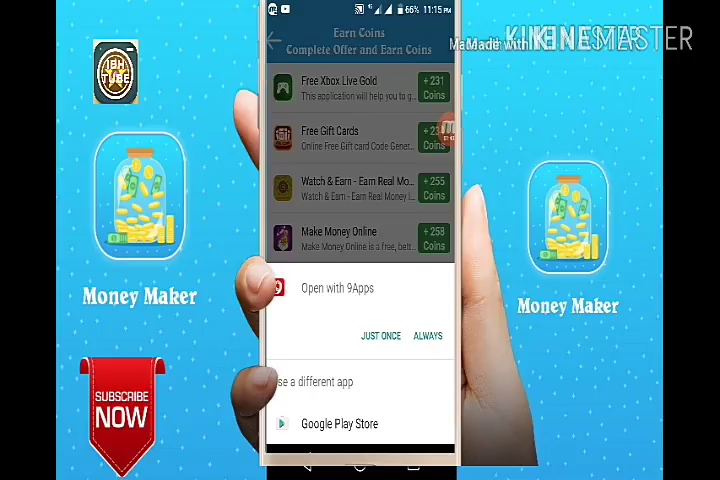 66% 11:15 PM
Earn Coins
Complete Offer and Earn Coins
Free Xbox Live Gold
This application will help you to g...
+ 231
Coins
Free Gift Cards
Online Free Gift card Code Genet...
Coins
Watch & Earn - Earn Real Mo...
Watch & Earn - Earn Real Money I...
+ 255
Coins
Make Money Online
Make Money Online is a free, bett...
+ 258
Coins
Open with 9Apps
JUST ONCE
ALWAYS
se a different app
Google Play Store
TUBE
Money Maker
SUBSCRIBE
NOW
Made with
KINEMASTER
Money Maker